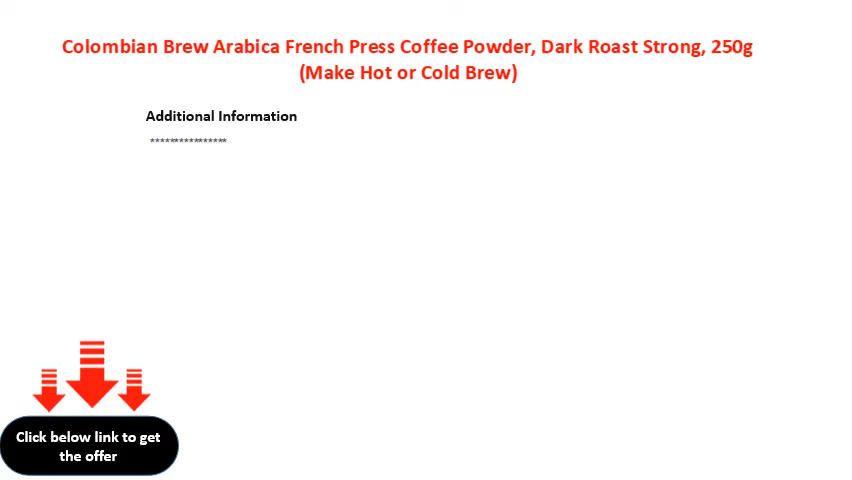 Colombian Brew Arabica French Press Coffee Powder, Dark Roast Strong, 250g
(Make Hot or Cold Brew)
Additional Information
****************
Click below link to get
the offer